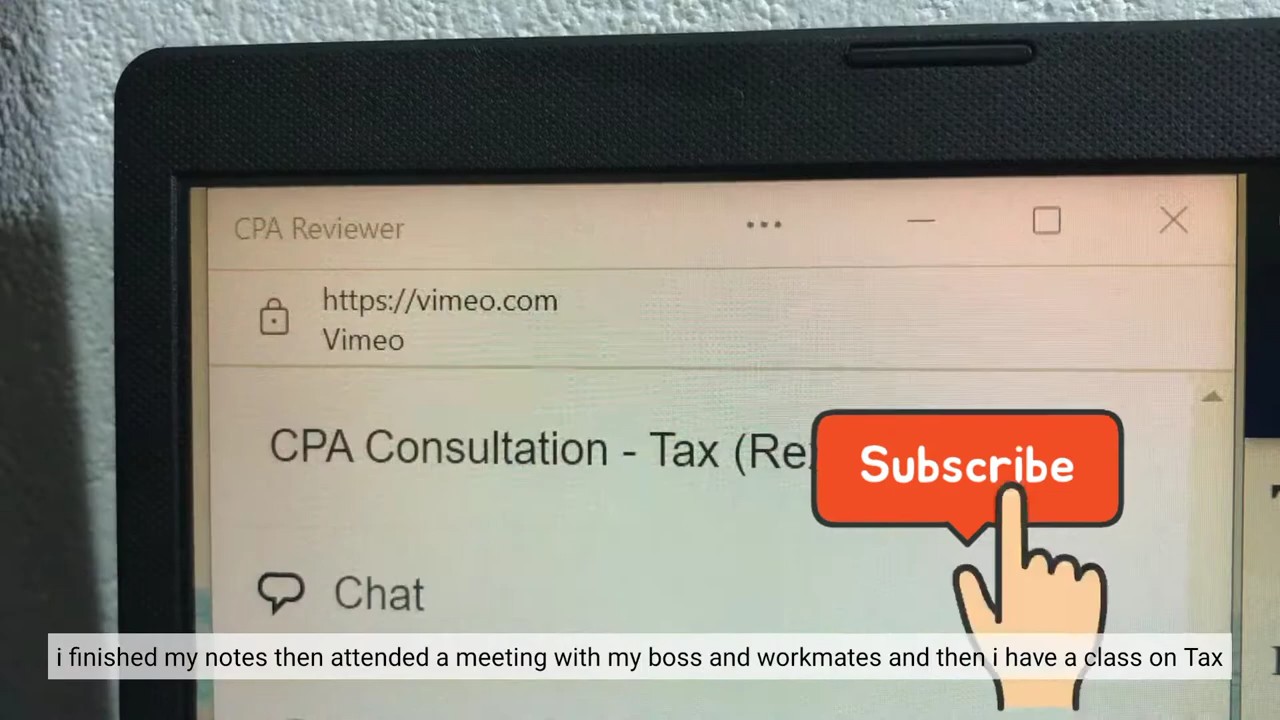 CPA Reviewer
https://vimeo.com
Vimeo
CPA Consultation - Tax
Subscribe
Chat
i finished my notes then attended a meeting with my boss and workmates and then i have a class on Tax